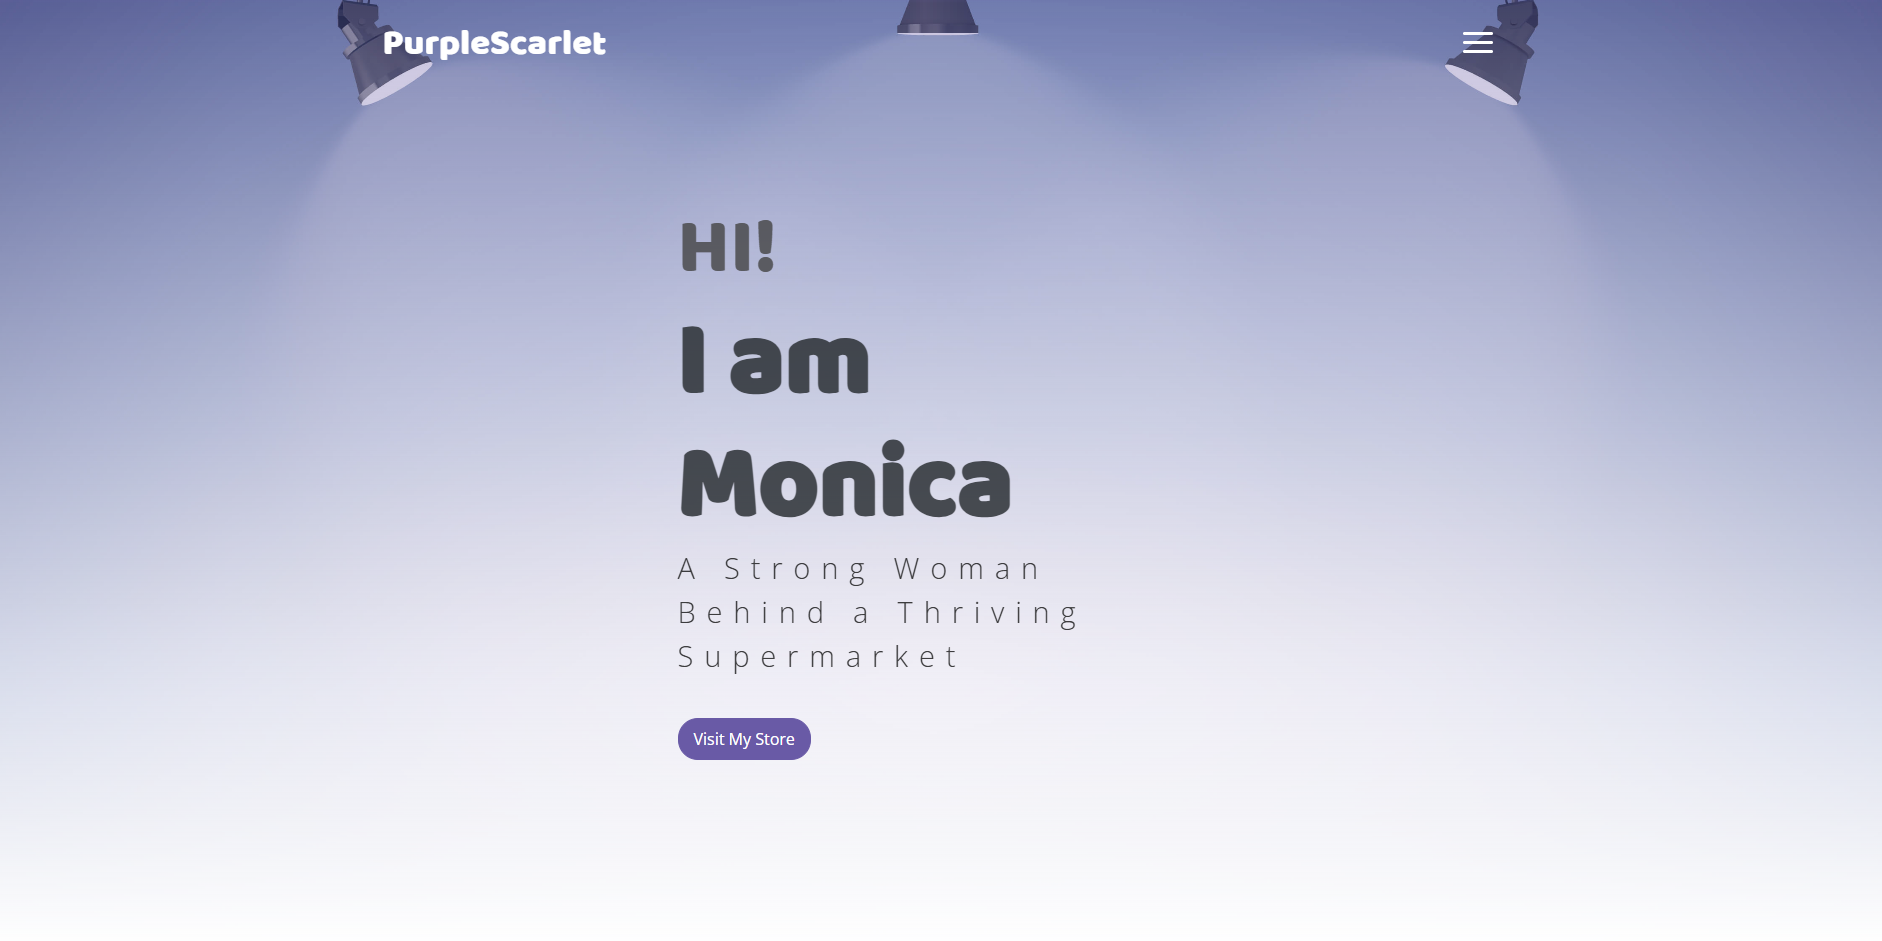 PurpleScarlet
HI!
I am
Monica
A Strong Woman
Behind a Thriving
Supermarket
Visit My Store